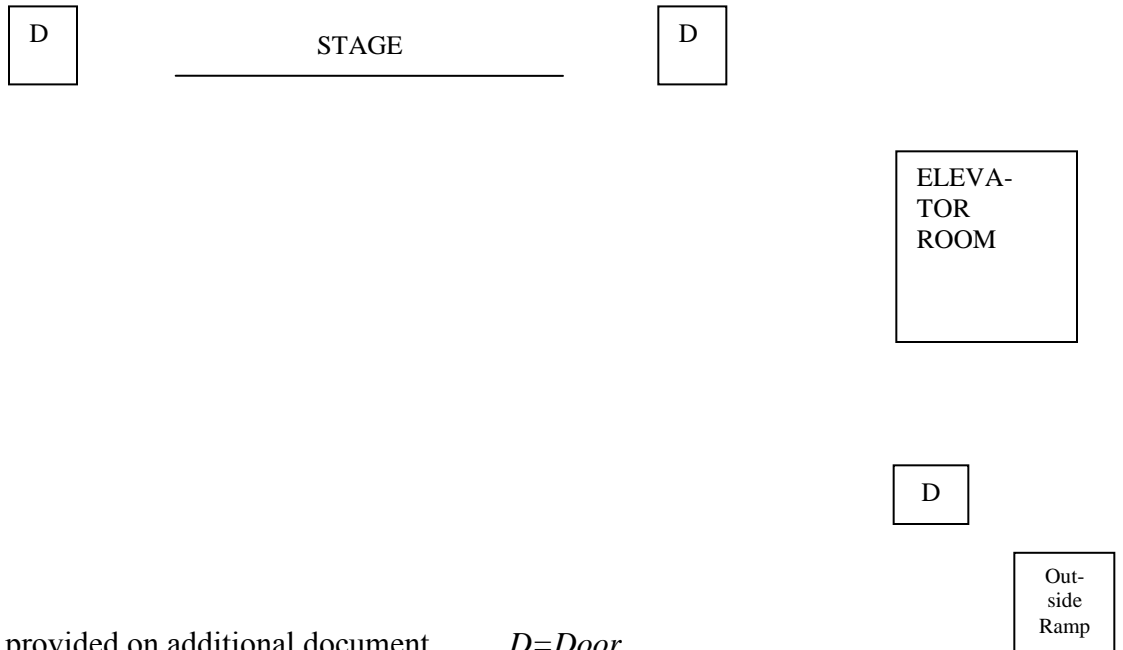 D
STAGE
D
ELEVA-
TOR
ROOM
D
Out-
side
Ramp
provided on additional document D=Door